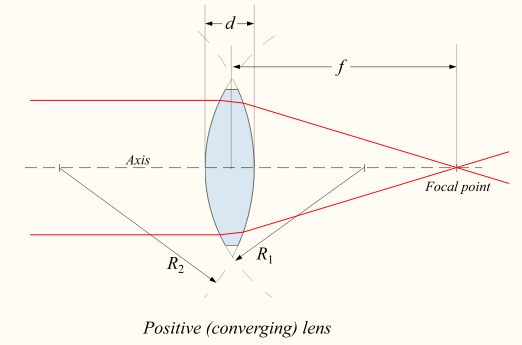 d
f
Axis
Focal point
R2
R1
Positive (converging) lens